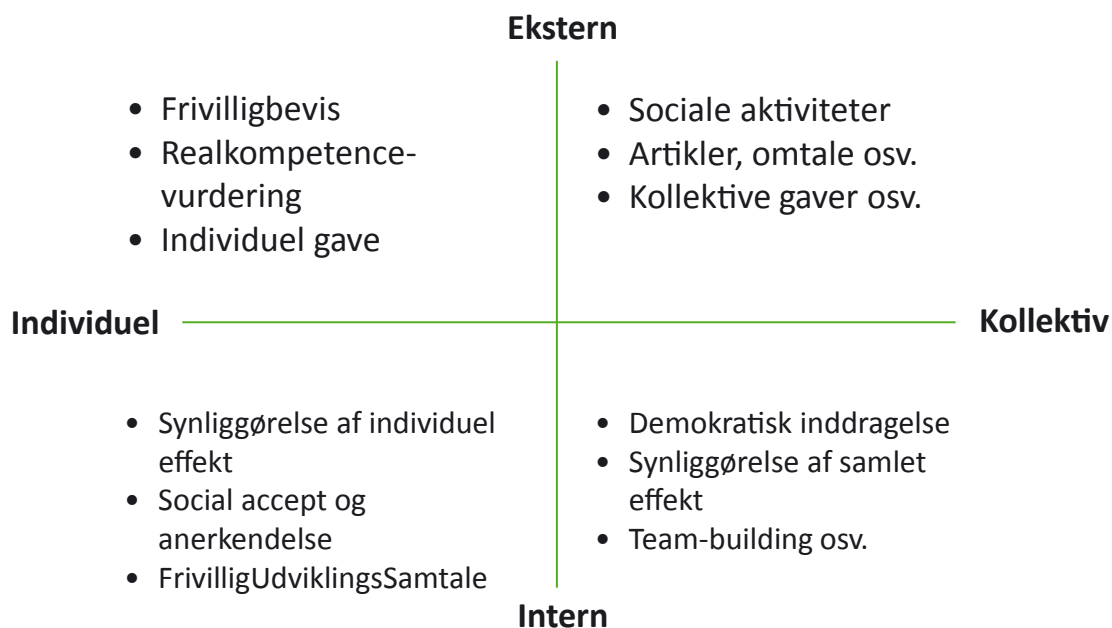 Ekstern
• Frivilligbevis
• Realkompetence-
vurdering
• Individuel gave
• Sociale aktiviteter
• Artikler, omtale osv.
• Kollektive gaver osv.
Individuel
Kollektiv
• Synliggørelse af individuel
effekt
• Social accept og
anerkendelse
• FrivilligUdviklingsSamtale
• Demokratisk inddragelse
• Synliggørelse af samlet
effekt
• Team-building osv.
Intern